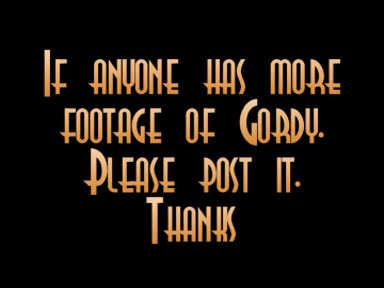 If anyone has more
footage of Gordy.
Please post it.
Thanks